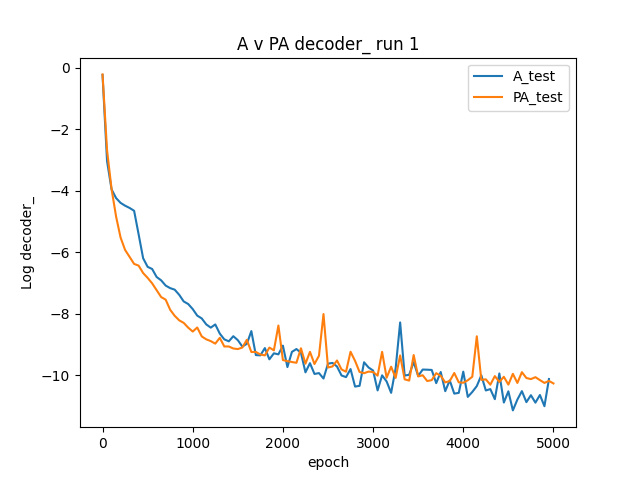 A v PA decoder_ run 1
A_test
PA_test
Log decoder_
0
−2
−4
−6
−8
−10
0
1000
2000
3000
4000
5000
epoch